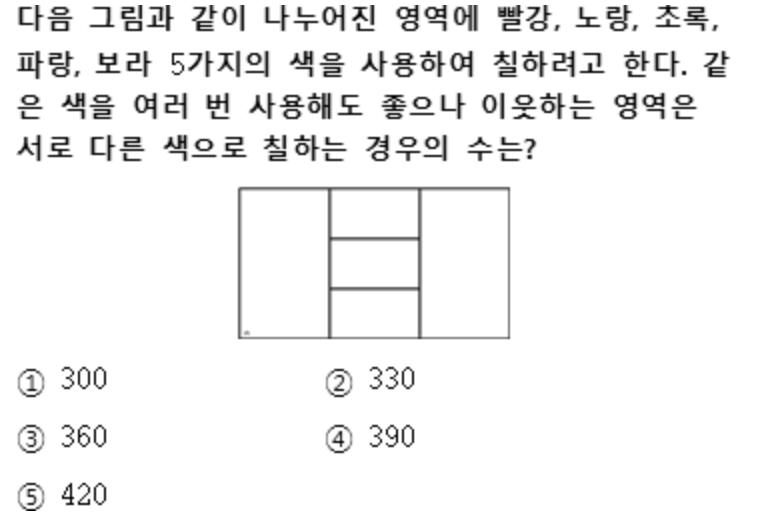 다음 그림과 같이 나누어진 영역에 빨강, 노랑, 초록,
파랑, 보라 5가지의 색을 사용하여 칠하려고 한다. 같
은 색을 여러 번 사용해도 좋으나 이웃하는 영역은
서로 다른 색으로 칠하는 경우의 수는?
① 300 ② 330
③ 360 ④ 390
⑤ 420